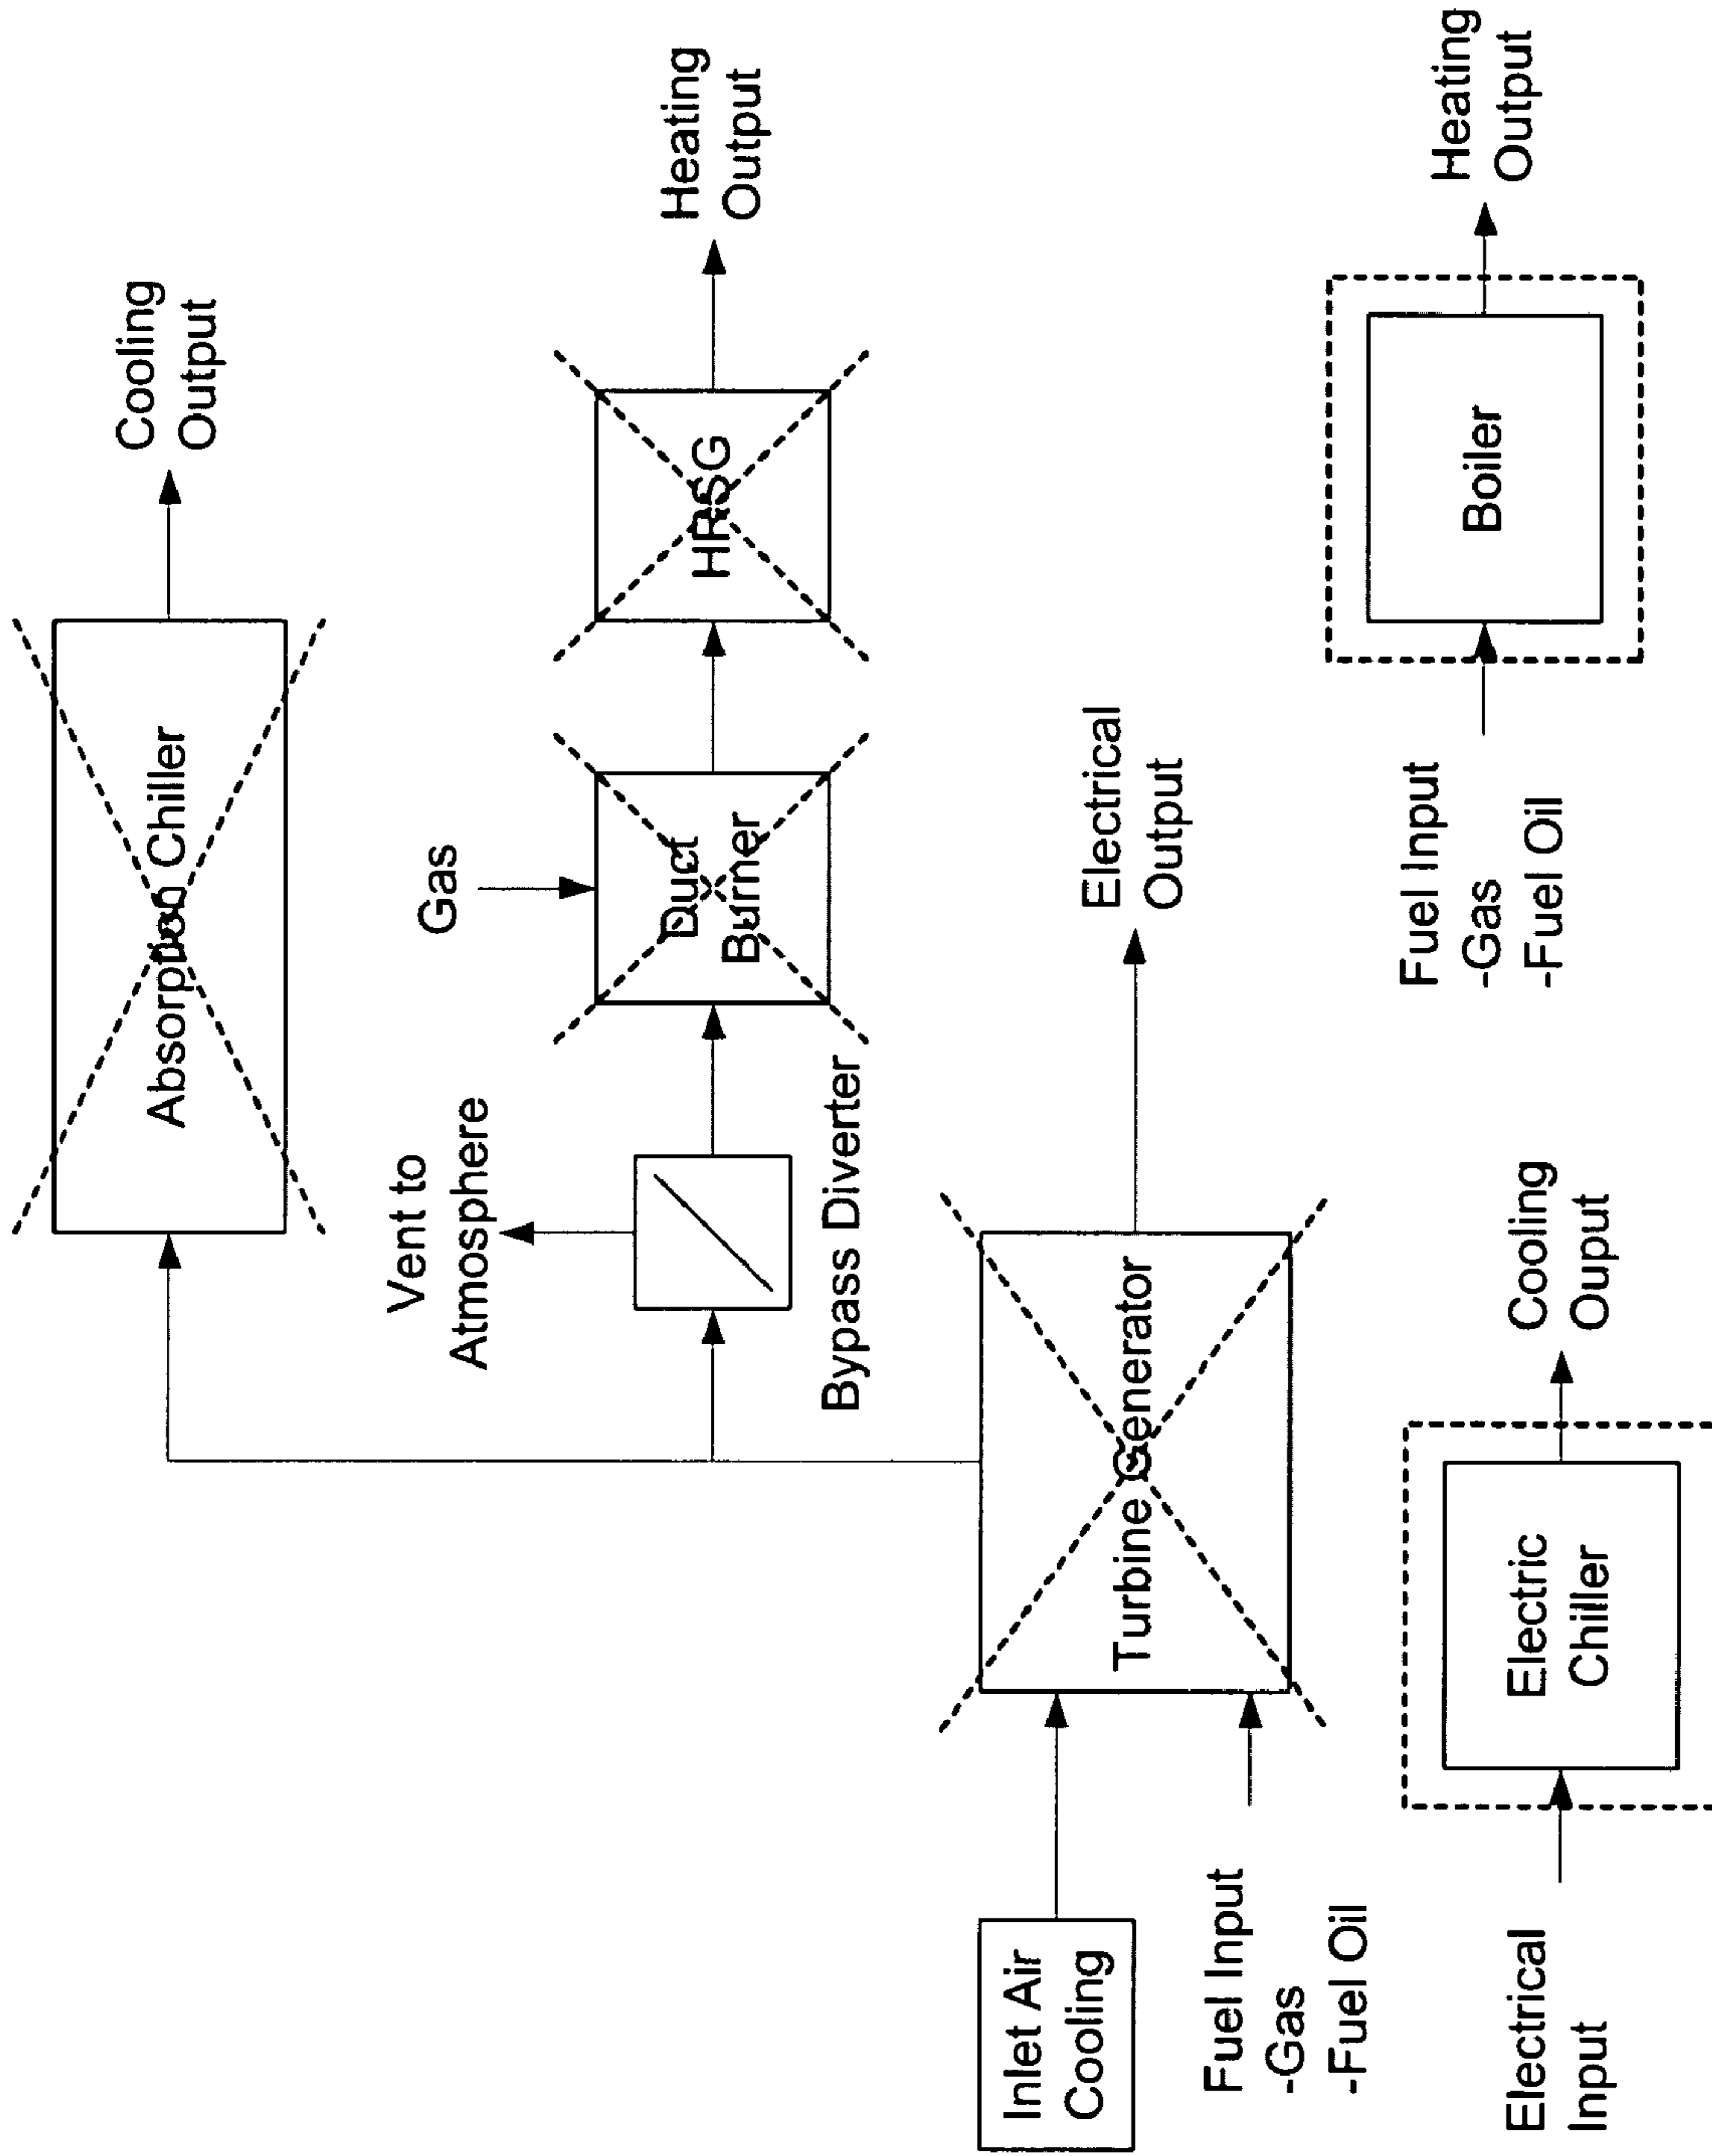 Absorption Chiller
Cooling
Output
Vent to
Atmosphere
Gas
Bypass Diverter
Duct
Burner
HRSG
Heating
Output
Inlet Air
Cooling
Turbine Generator
Electrical
Output
Fuel Input
-Gas
-Fuel Oil
Electrical
Input
Electric
Chiller
Cooling
Ouput
Fuel Input
-Gas
-Fuel Oil
Boiler
Heating
Output